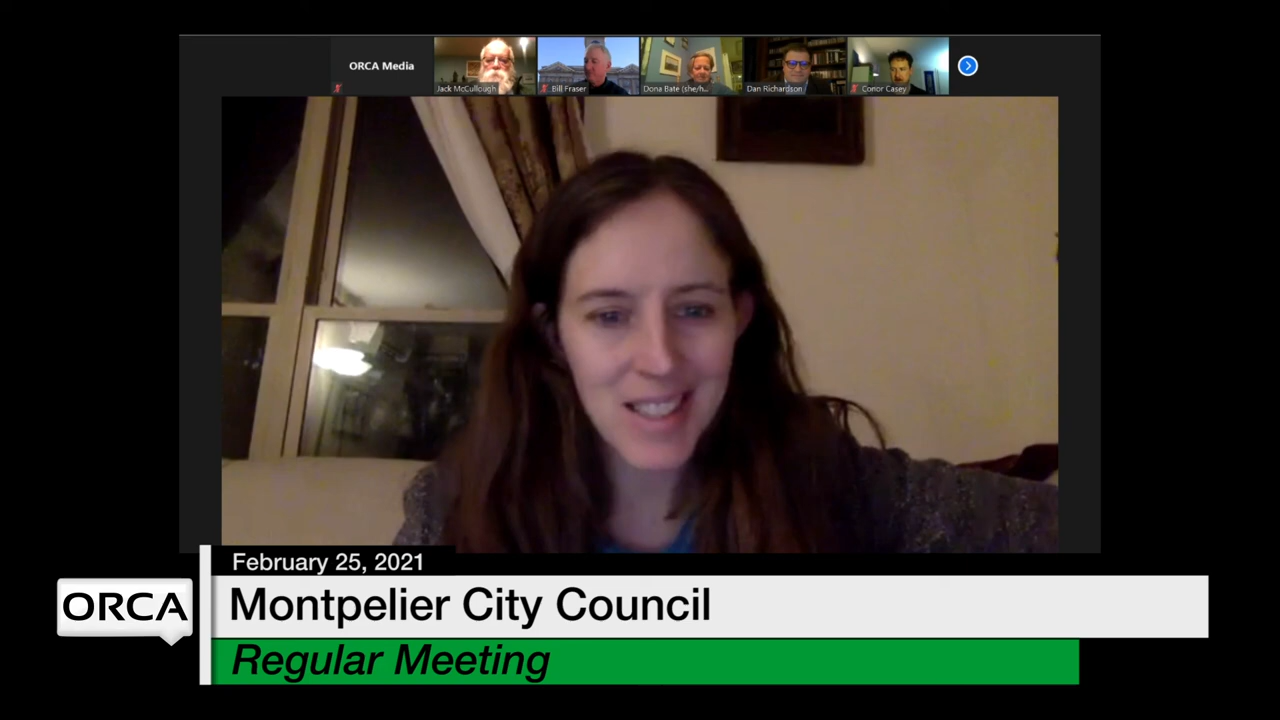 ORCA Media
Jack McCullough
Bill Fraser
Dona Bate (she/h...
Dan Richardson
Conor Casey
February 25, 2021
ORCA
Montpelier City Council
Regular Meeting